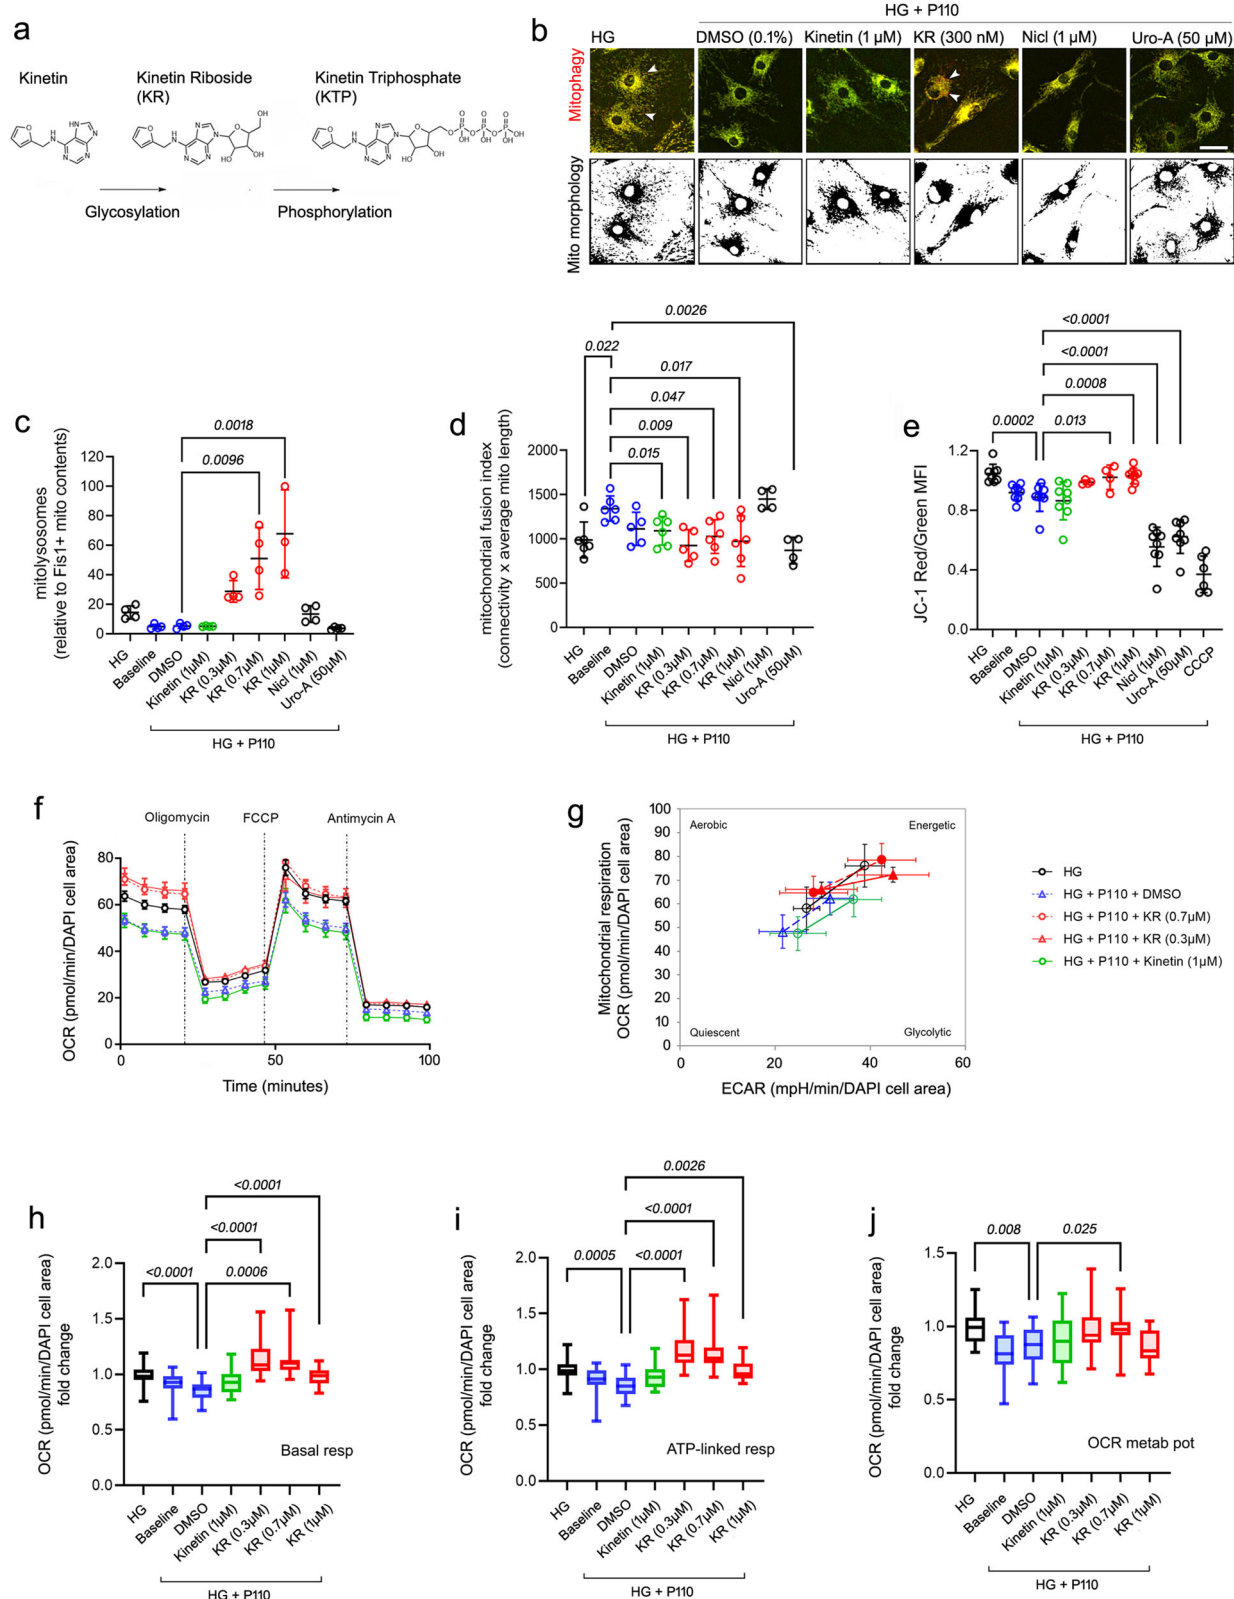 a
Kinetin
Kinetin Riboside
(KR)
Kinetin Triphosphate
(KTP)
Glycosylation
Phosphorylation
b
HG + P110
HG
DMSO (0.1%)
Kinetin (1 µM)
KR (300 nM)
Nicl (1 µM)
Uro-A (50 µM)
Mitophagy
Mito morphology
c
mitolysosomes
(relative to Fis1+ mito contents)
120
100
80
60
40
20
0
0.0018
0.0096
HG
Baseline
DMSO
Kinetin (1µM)
KR (0.3µM)
KR (0.7µM)
KR (1µM)
Nicl (1µM)
Uro-A (50µM)
HG + P110
d
mitochondrial fusion index
(connectivity x average mito length)
2000
1500
1000
500
0
0.0026
0.022
0.017
0.047
0.009
0.015
HG
Baseline
DMSO
Kinetin (1µM)
KR (0.3µM)
KR (0.7µM)
KR (1µM)
Nicl (1µM)
Uro-A (50µM)
HG + P110
e
JC-1 Red/Green MFI
1.2
0.8
0.4
0.0
<0.0001
<0.0001
0.0008
0.0002
0.013
HG
Baseline
DMSO
Kinetin (1µM)
KR (0.3µM)
KR (0.7µM)
KR (1µM)
Nicl (1µM)
Uro-A (50µM)
CCCP
HG + P110
f
Oligomycin
FCCP
Antimycin A
OCR (pmol/min/DAPI cell area)
80
60
40
20
0
0
50
100
Time (minutes)
g
Mitochondrial respiration
OCR (pmol/min/DAPI cell area)
100
90
80
70
60
50
40
30
20
10
0
Aerobic
Energetic
Quiescent
Glycolytic
0
20
40
60
ECAR (mpH/min/DAPI cell area)
HG
HG + P110 + DMSO
HG + P110 + KR (0.7µM)
HG + P110 + KR (0.3µM)
HG + P110 + Kinetin (1µM)
h
OCR (pmol/min/DAPI cell area)
fold change
2.0
1.5
1.0
0.5
0.0
<0.0001
<0.0001
<0.0001
0.0006
Basal resp
HG
Baseline
DMSO
Kinetin (1µM)
KR (0.3µM)
KR (0.7µM)
KR (1µM)
HG + P110
i
OCR (pmol/min/DAPI cell area)
fold change
2.0
1.5
1.0
0.5
0.0
0.0026
<0.0001
0.0005
<0.0001
ATP-linked resp
HG
Baseline
DMSO
Kinetin (1µM)
KR (0.3µM)
KR (0.7µM)
KR (1µM)
HG + P110
j
OCR (pmol/min/DAPI cell area)
fold change
1.5
1.0
0.5
0.0
0.008
0.025
OCR metab pot
HG
Baseline
DMSO
Kinetin (1µM)
KR (0.3µM)
KR (0.7µM)
KR (1µM)
HG + P110